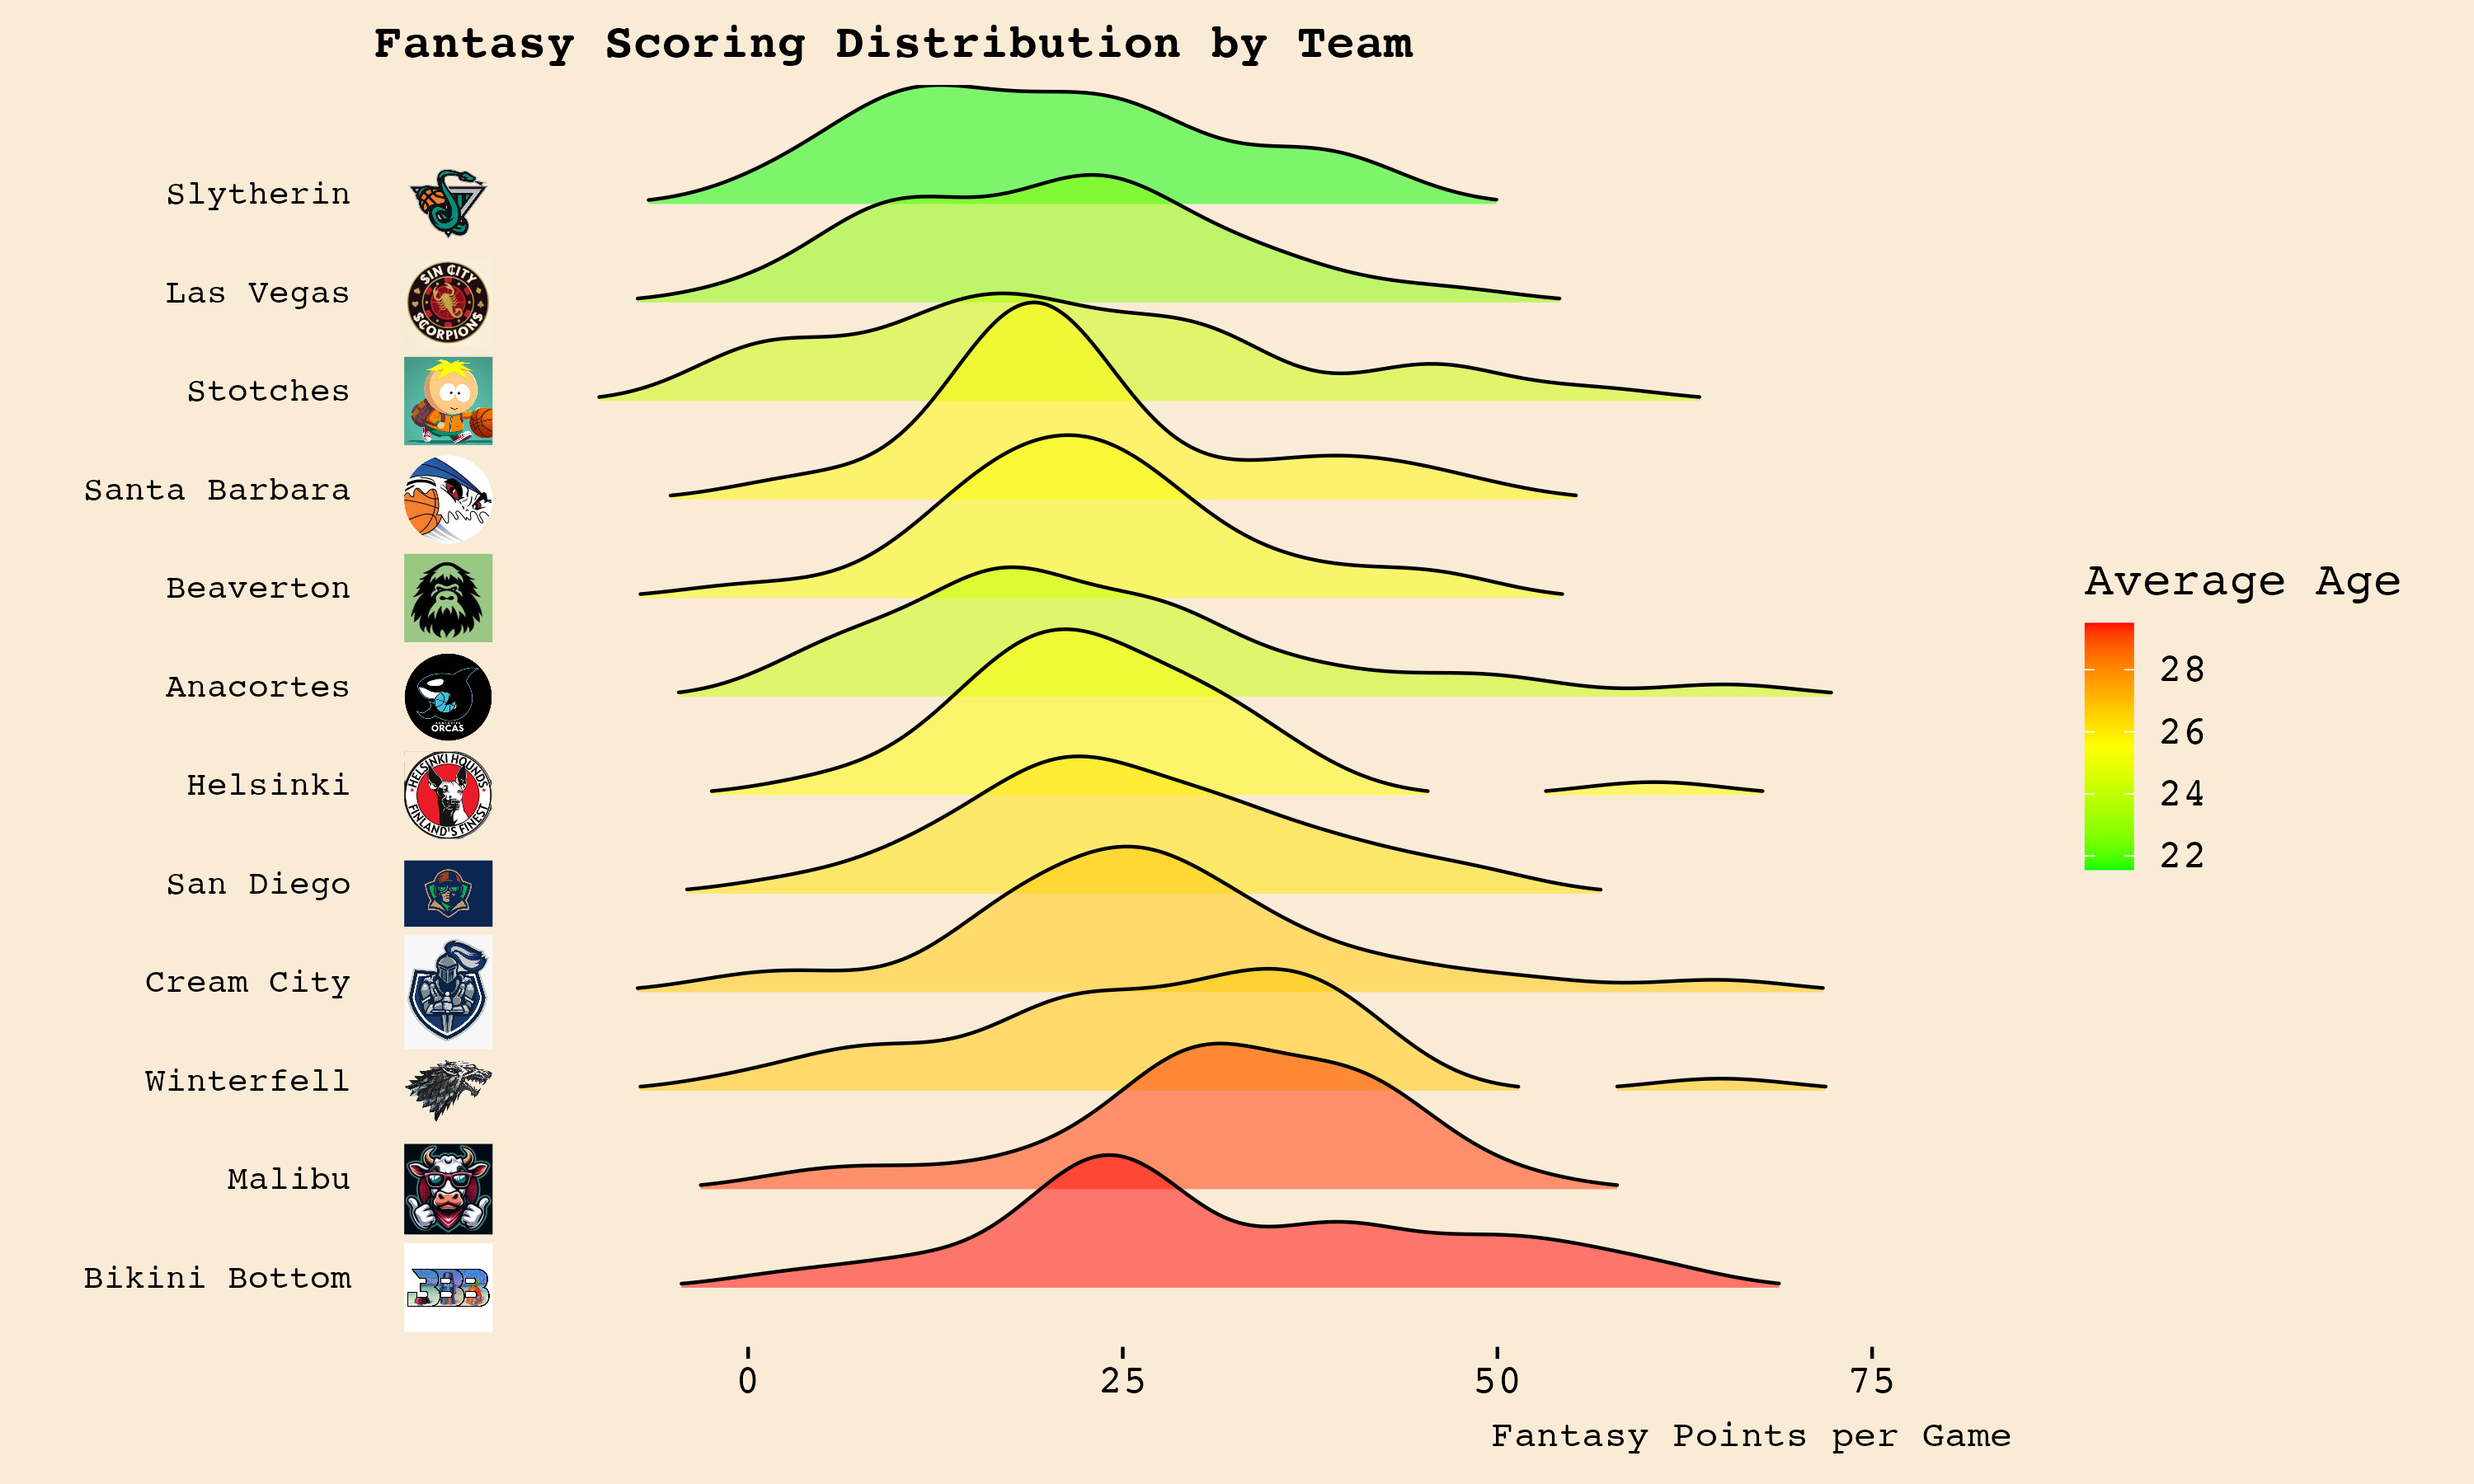 Fantasy Scoring Distribution by Team
Slytherin
Las Vegas
SIN CITY
SCORPIONS
Stotches
Santa Barbara
Beaverton
Anacortes
ORCAS
Helsinki
HELSINKI HOUNDS
FINLAND'S FINEST
San Diego
Cream City
Winterfell
Malibu
Bikini Bottom
BBB
Average Age
28
26
24
22
0 25 50 75
Fantasy Points per Game